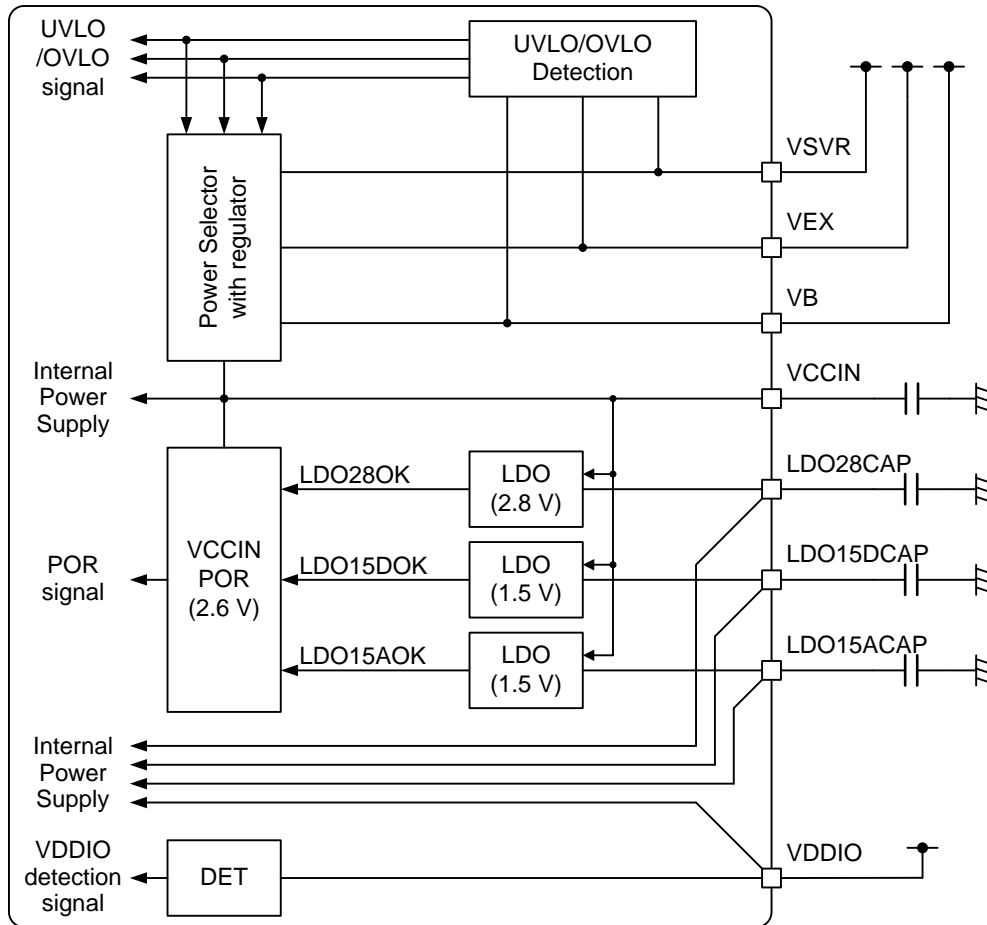 UVLO
/OVLO
signal
UVLO/OVLO
Detection
VSVR
Power Selector
with regulator
VEX
VB
Internal
Power
Supply
VCCIN
LDO28OK
LDO
(2.8 V)
LDO28CAP
POR
signal
VCCIN
POR
(2.6 V)
LDO15DOK
LDO
(1.5 V)
LDO15DCAP
LDO15AOK
LDO
(1.5 V)
LDO15ACAP
Internal
Power
Supply
VDDIO
detection
signal
DET
VDDIO